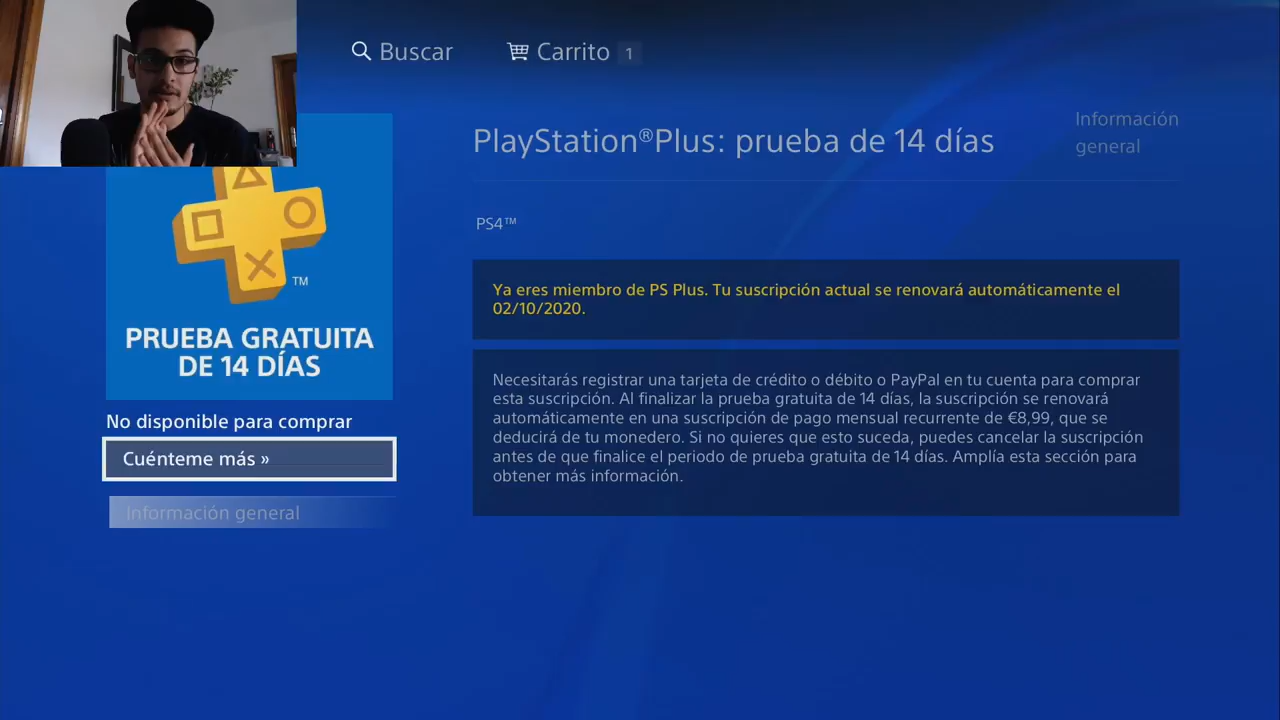 Buscar
Carrito 1
PlayStation®Plus: prueba de 14 días
Información
general
PS4™
Ya eres miembro de PS Plus. Tu suscripción actual se renovará automáticamente el
02/10/2020.
Necesitarás registrar una tarjeta de crédito o débito o PayPal en tu cuenta para comprar
esta suscripción. Al finalizar la prueba gratuita de 14 días, la suscripción se renovará
automáticamente en una suscripción de pago mensual recurrente de €8,99, que se
deducirá de tu monedero. Si no quieres que esto suceda, puedes cancelar la suscripción
antes de que finalice el periodo de prueba gratuita de 14 días. Amplía esta sección para
obtener más información.
TM
PRUEBA GRATUITA
DE 14 DÍAS
No disponible para comprar
Cuénteme más »
Información general